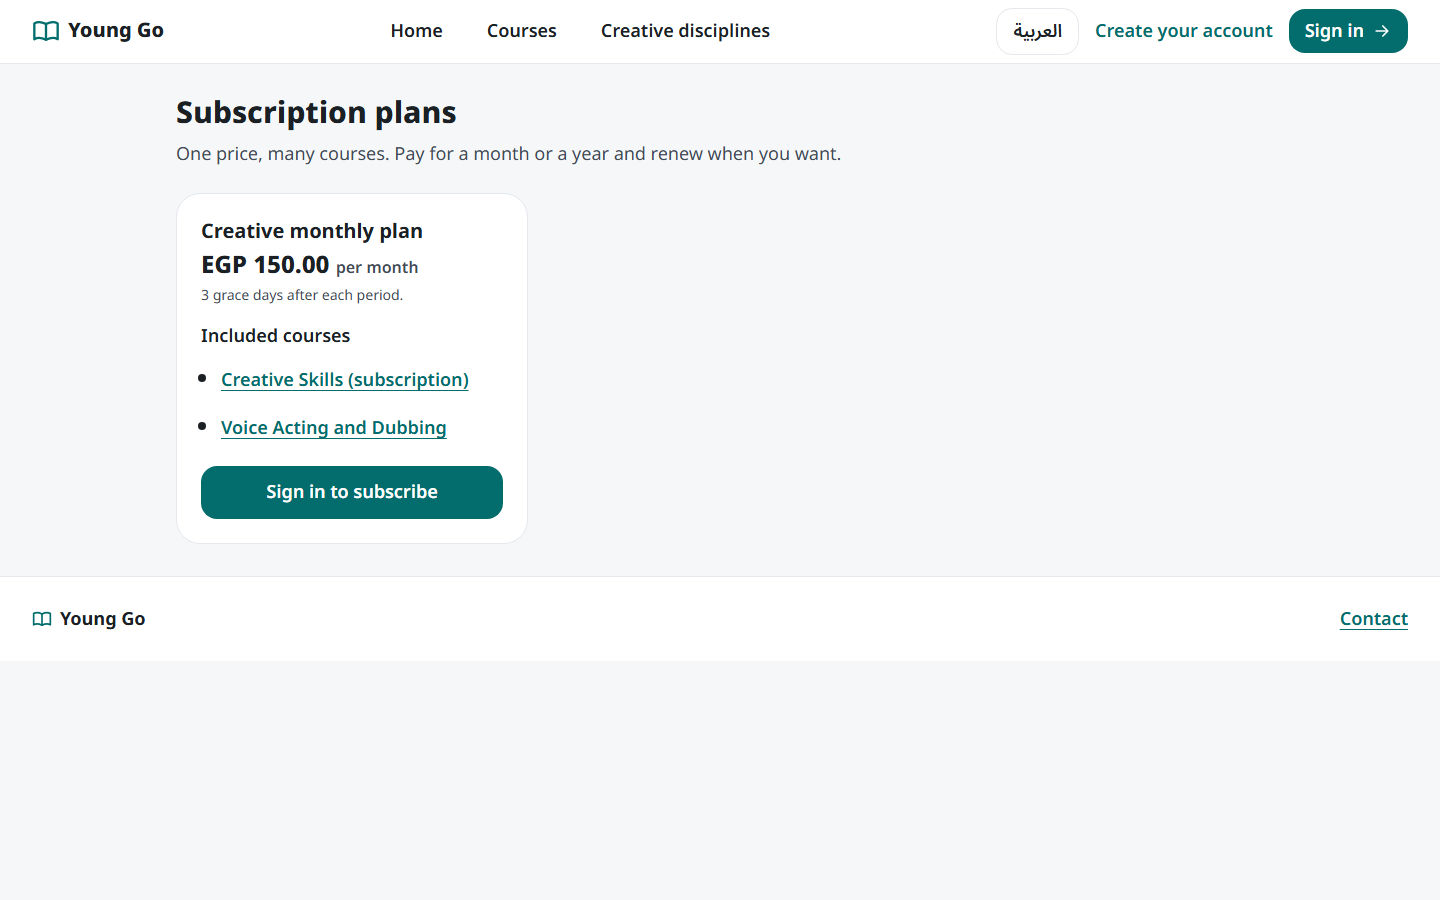 Young Go
Home
Courses
Creative disciplines
العربية
Create your account
Sign in →
Subscription plans
One price, many courses. Pay for a month or a year and renew when you want.
Creative monthly plan
EGP 150.00 per month
3 grace days after each period.
Included courses
• Creative Skills (subscription)
• Voice Acting and Dubbing
Sign in to subscribe
Young Go
Contact